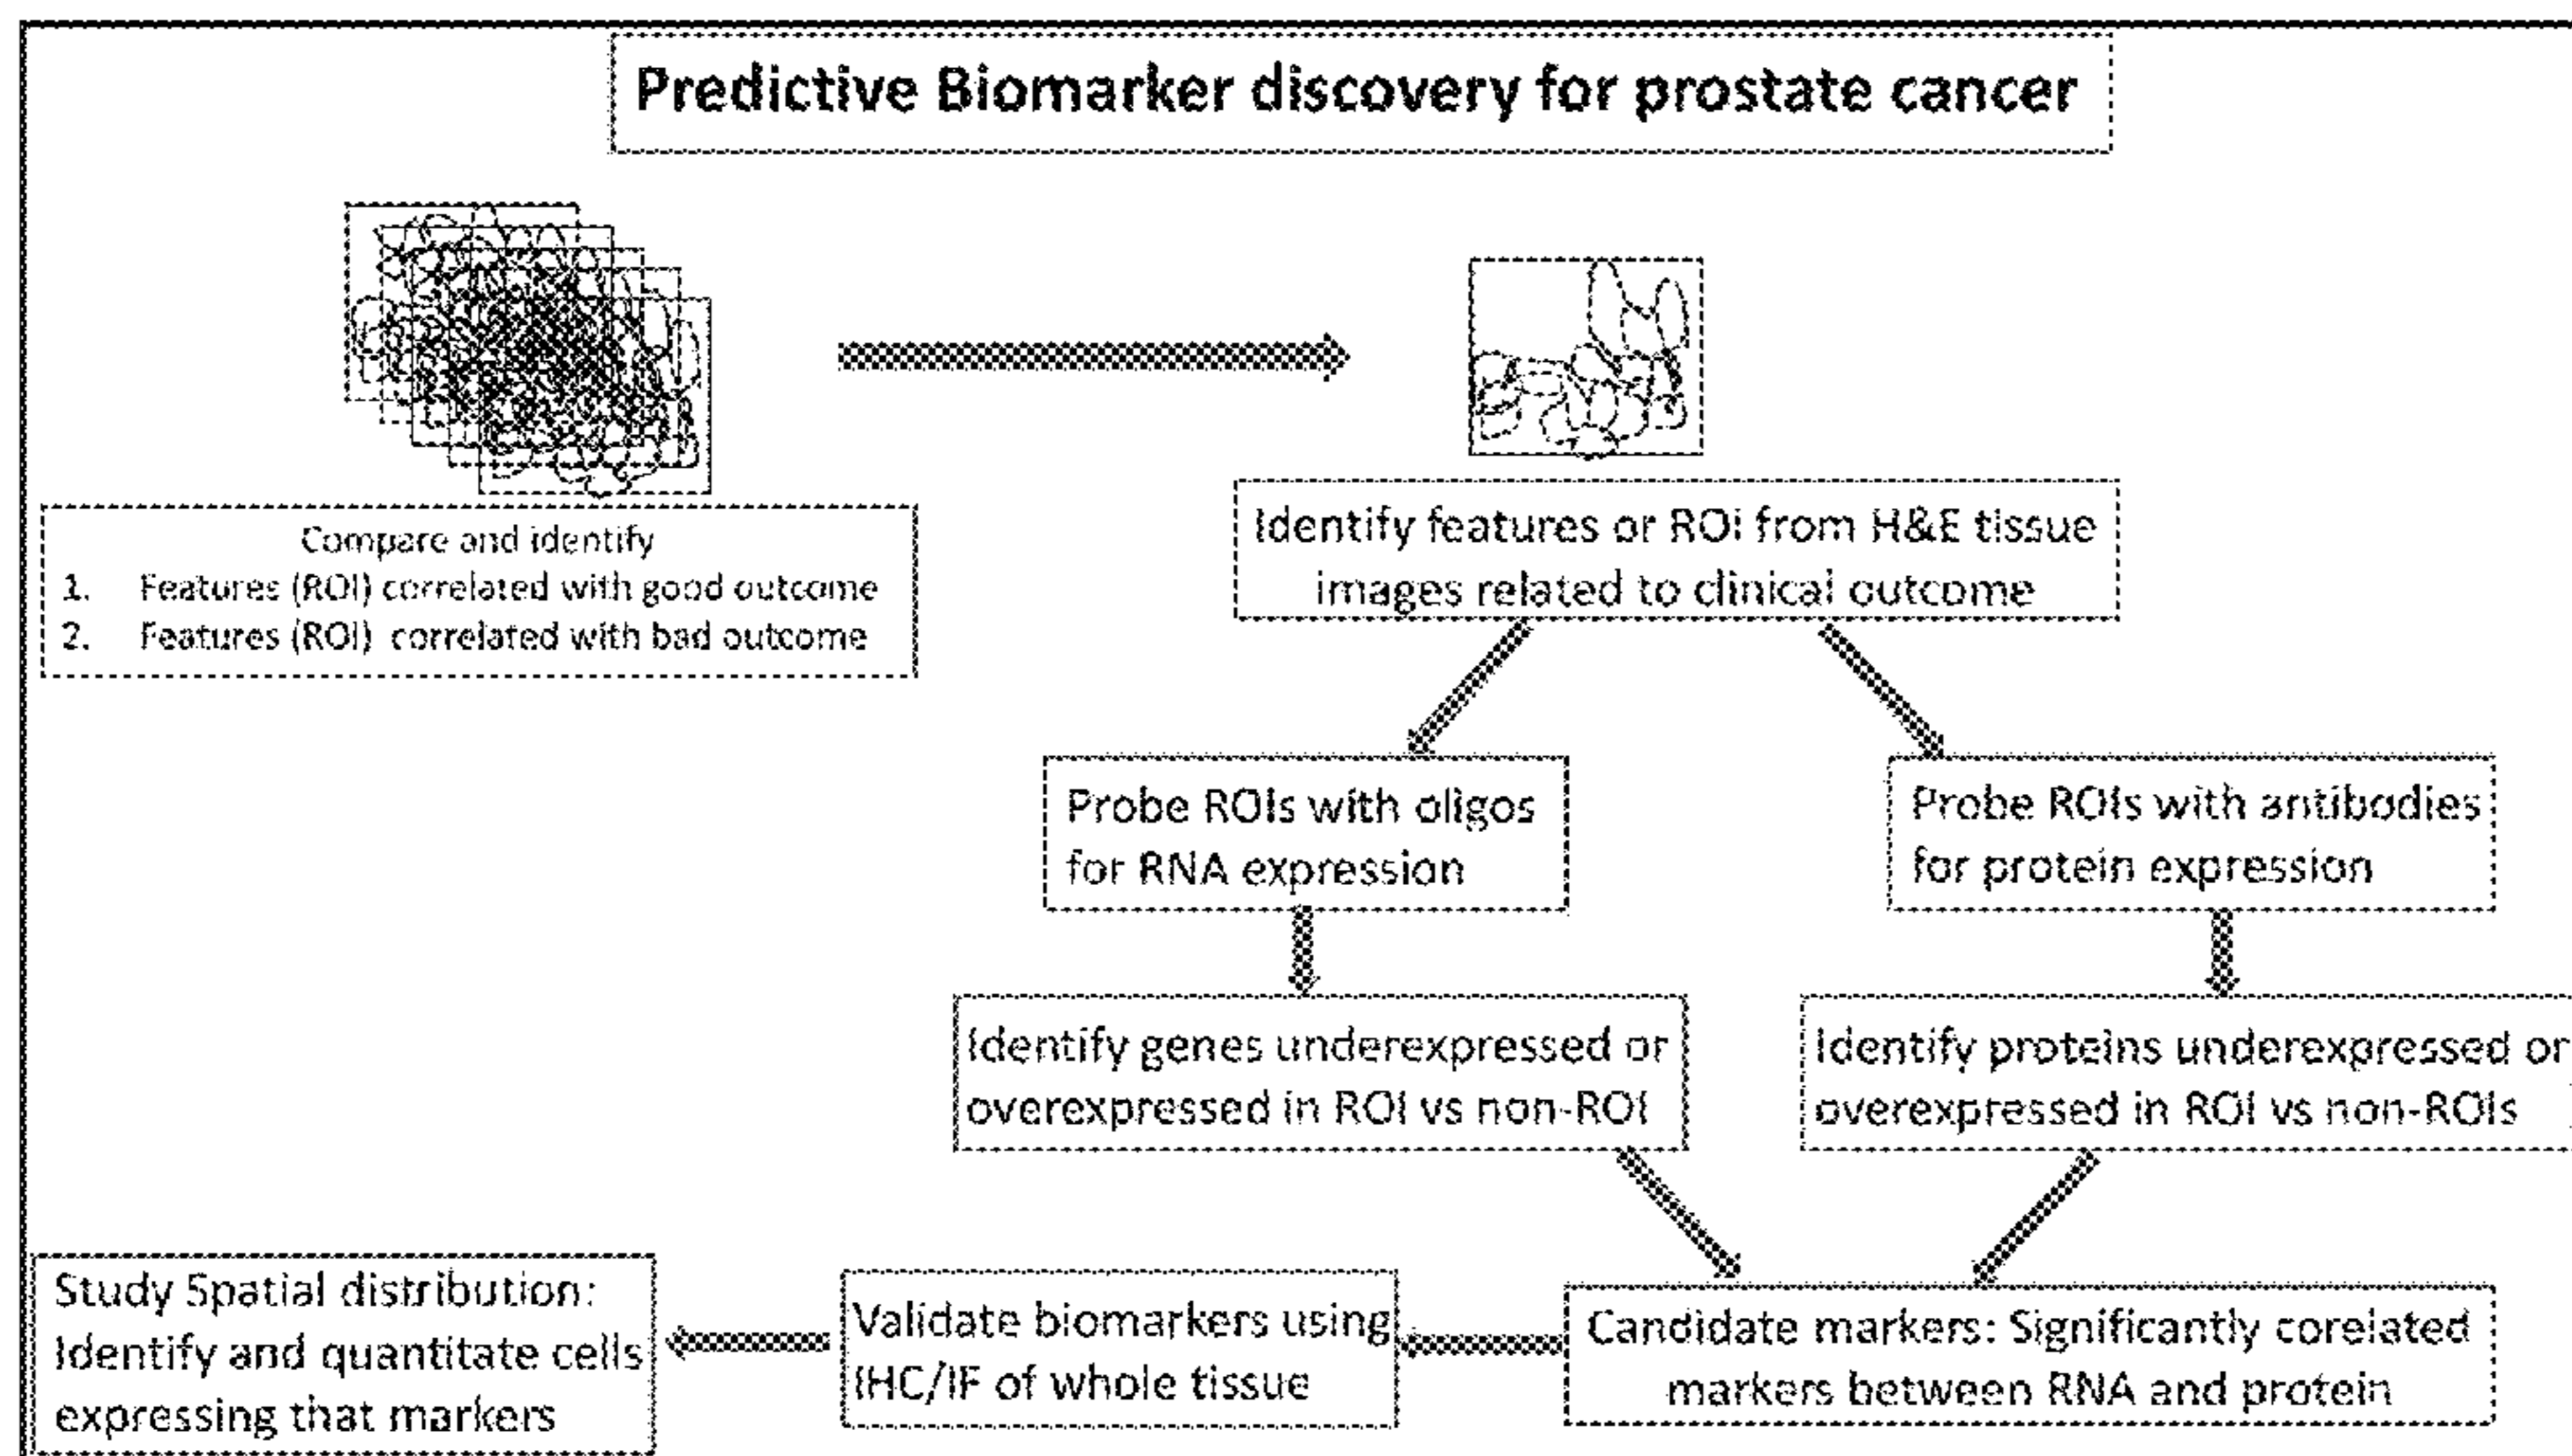 Predictive Biomarker discovery for prostate cancer
Compare and identify
1. Features (ROI) correlated with good outcome
2. Features (ROI) correlated with bad outcome
Identify features or ROI from H&E tissue
images related to clinical outcome
Probe ROIs with oligos
for RNA expression
Probe ROIs with antibodies
for protein expression
Identify genes underexpressed or
overexpressed in ROI vs non-ROI
Identify proteins underexpressed or
overexpressed in ROI vs non-ROIs
Candidate markers: Significantly corelated
markers between RNA and protein
Validate biomarkers using
IHC/IF of whole tissue
Study Spatial distribution:
Identify and quantitate cells
expressing that markers